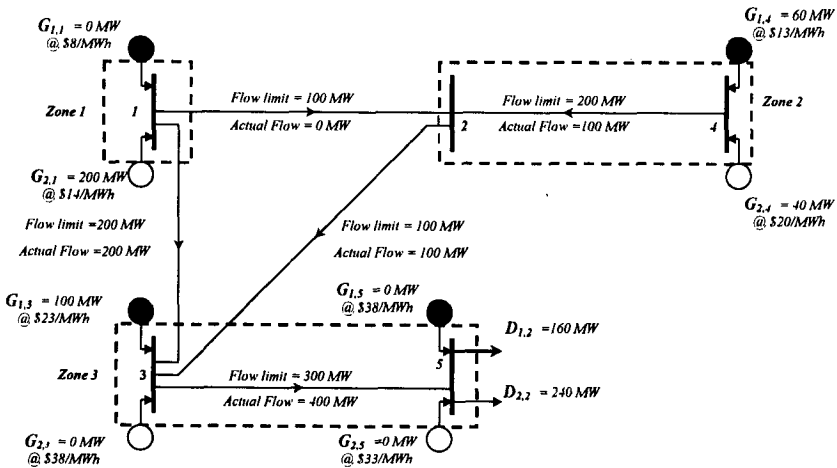 G1,1 = 0 MW
@ $8/MWh
G1,4 = 60 MW
@ $13/MWh
Zone 1
1
Flow limit = 100 MW
Actual Flow = 0 MW
2
Flow limit = 200 MW
Actual Flow =100 MW
4
Zone 2
G2,1 = 200 MW
@ $14/MWh
G2,4 = 40 MW
@ $20/MWh
Flow limit =200 MW
Actual Flow =200 MW
Flow limit = 100 MW
Actual Flow = 100 MW
G1,3 = 100 MW
@ $23/MWh
G1,5 =0 MW
@ $38/MWh
D1,2 =160 MW
Zone 3
3
Flow limit = 300 MW
Actual Flow = 400 MW
5
D2,2 = 240 MW
G2,3 = 0 MW
@ $38/MWh
G2,5 =0 MW
@ $33/MWh